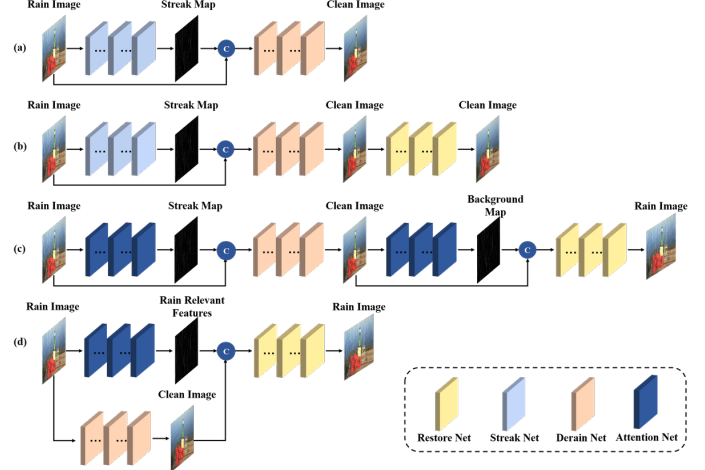 Rain Image Streak Map Clean Image
(a) ... ... C ... ...
Rain Image Streak Map Clean Image Clean Image
(b) ... ... C ... ... ... ...
Rain Image Streak Map Clean Image Background Map Rain Image
(c) ... ... C ... ... ... ... C ... ...
Rain Image Rain Relevant Features Rain Image
(d) ... ... C ... ...
Clean Image
... ...
Restore Net Streak Net Derain Net Attention Net